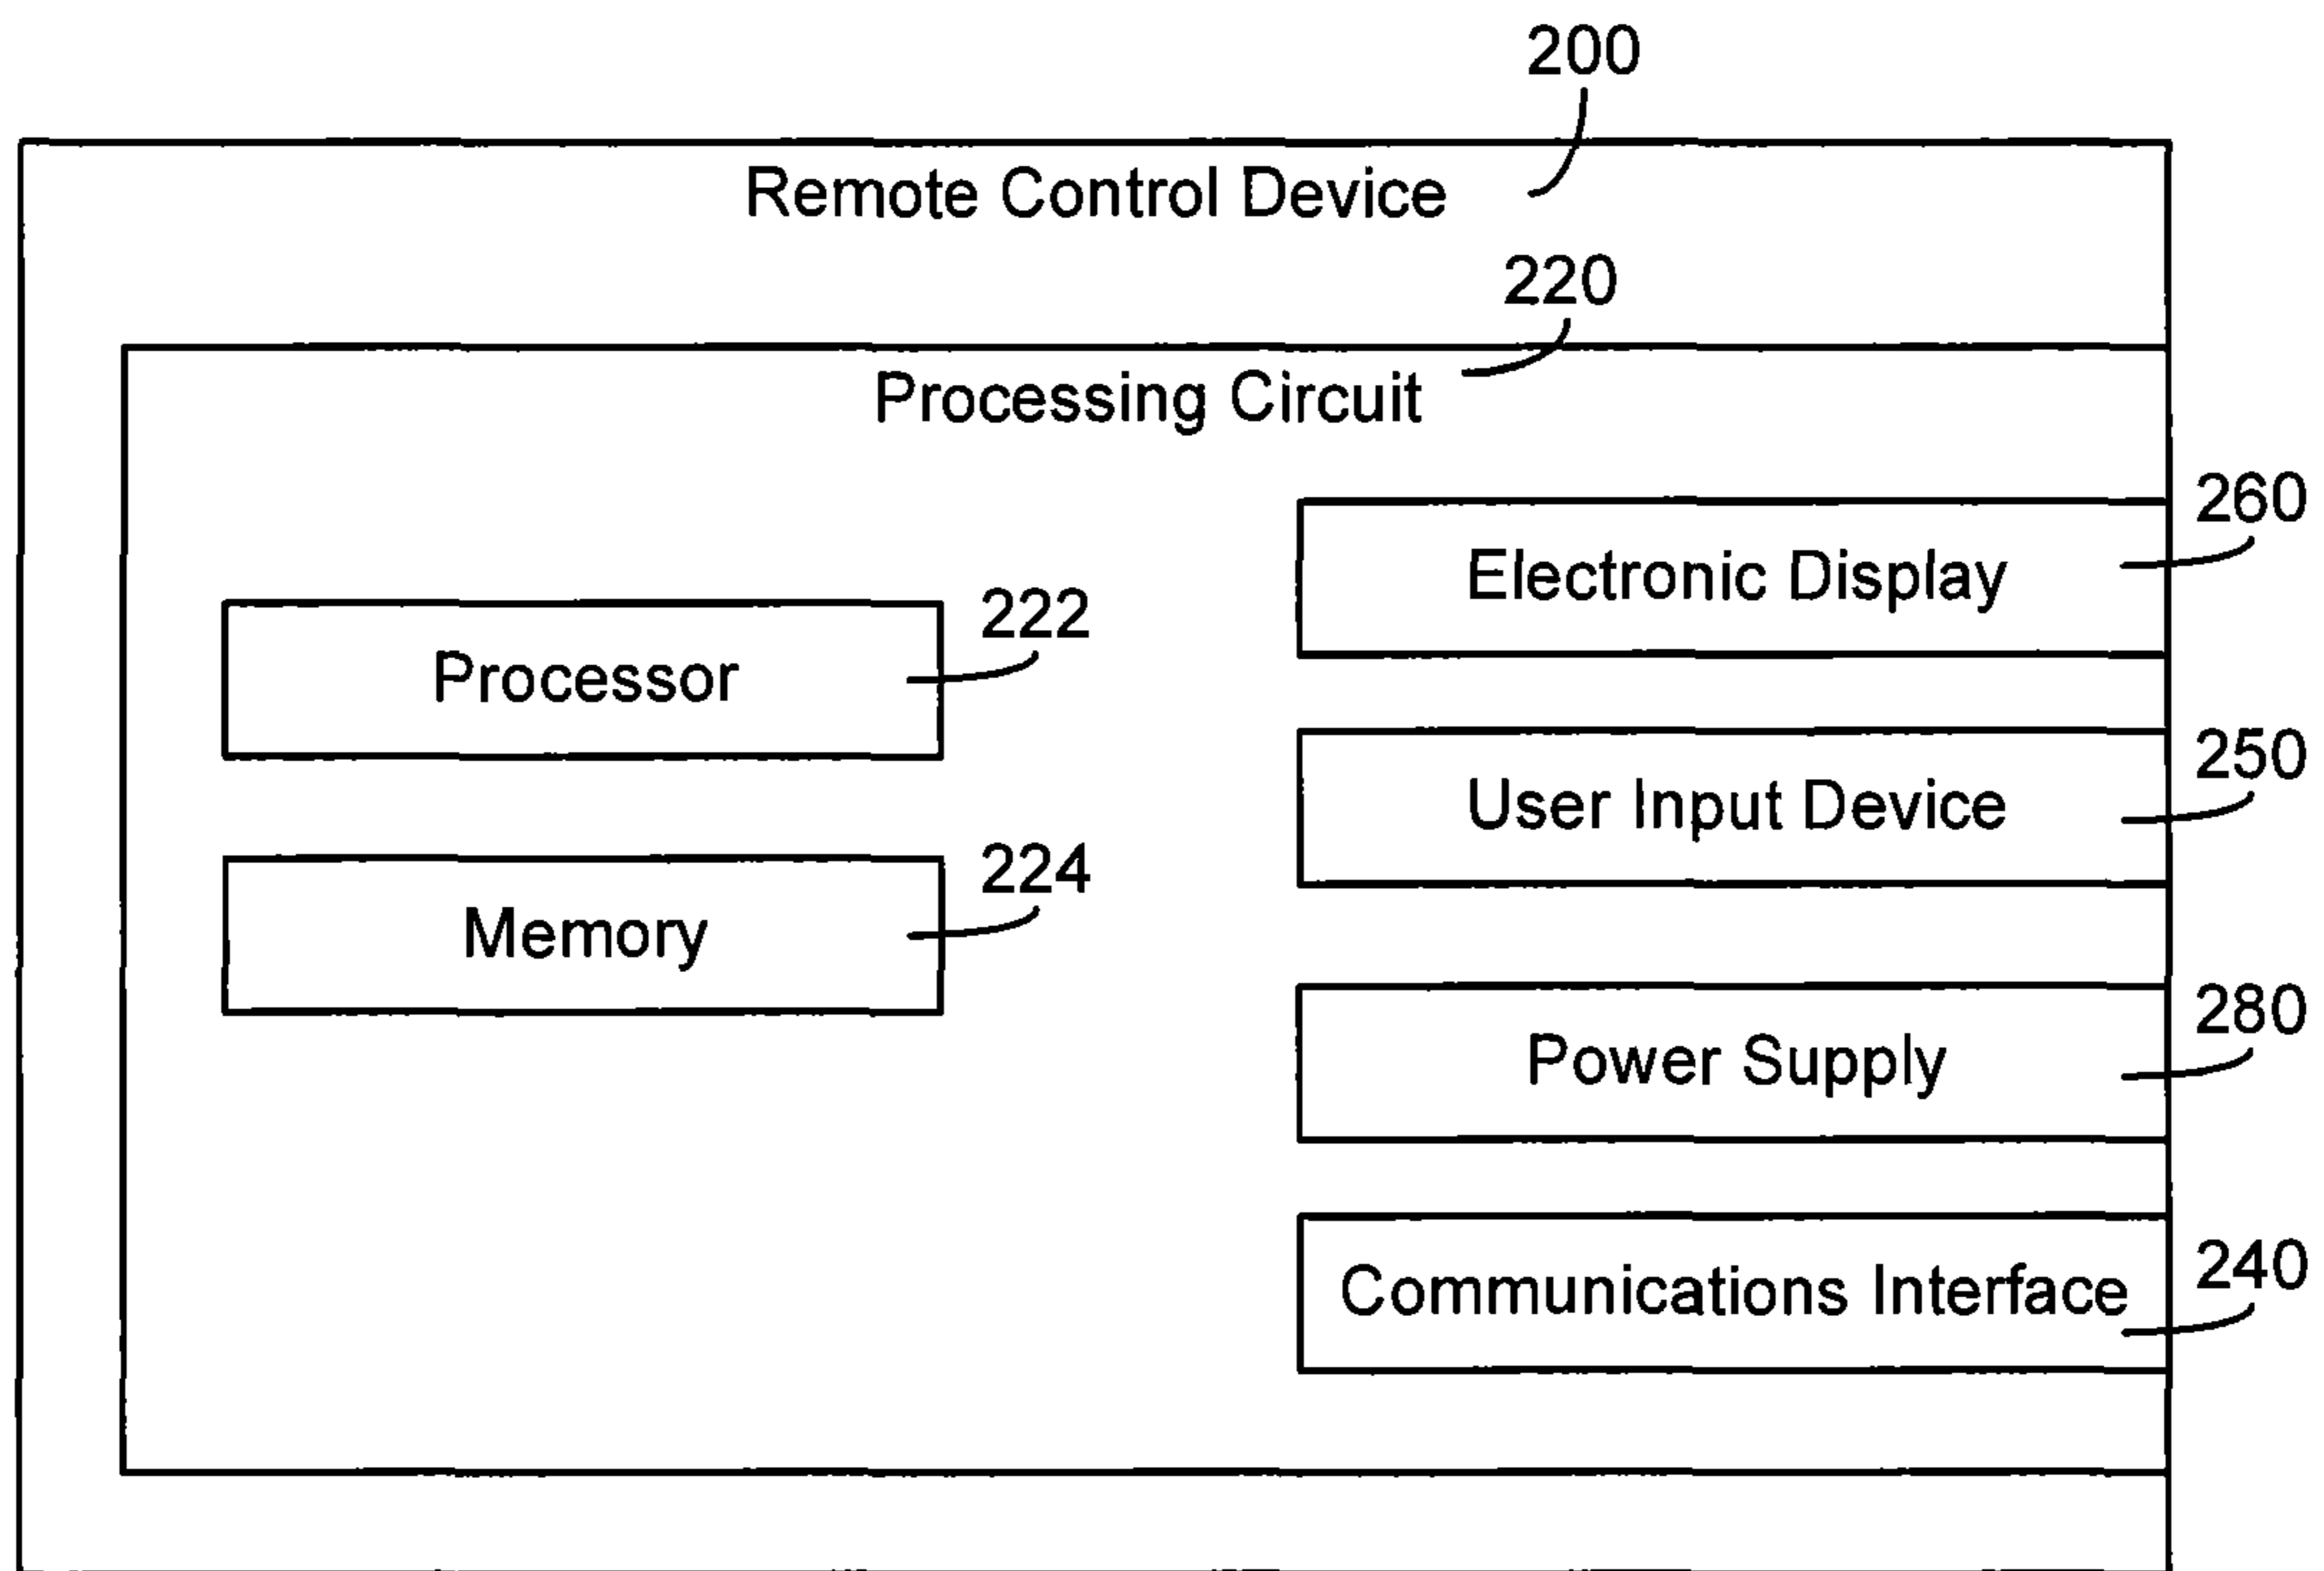 200
Remote Control Device
220
Processing Circuit
260
Electronic Display
222
Processor
250
User Input Device
224
Memory
280
Power Supply
240
Communications Interface